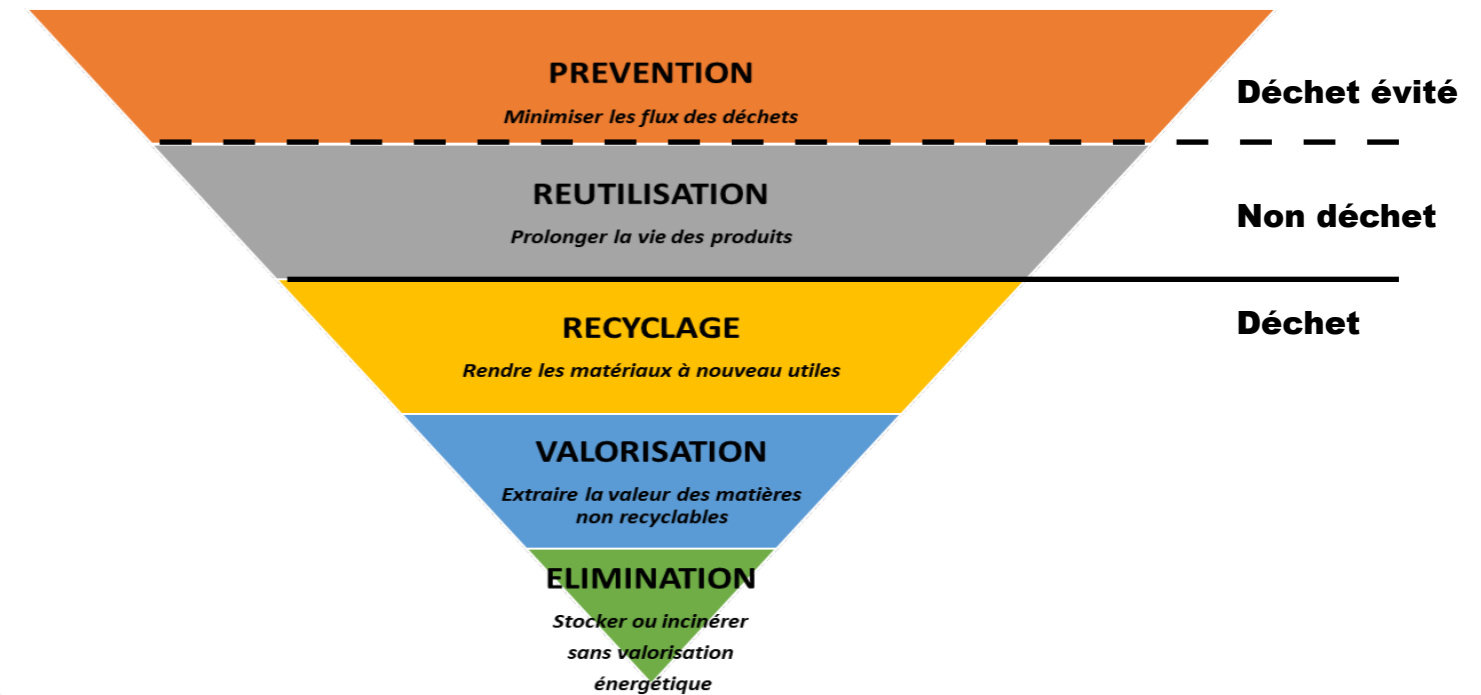 PREVENTION
Minimiser les flux des déchets
Déchet évité
REUTILISATION
Prolonger la vie des produits
Non déchet
RECYCLAGE
Rendre les matériaux à nouveau utiles
Déchet
VALORISATION
Extraire la valeur des matières
non recyclables
ELIMINATION
Stocker ou incinérer
sans valorisation
énergétique